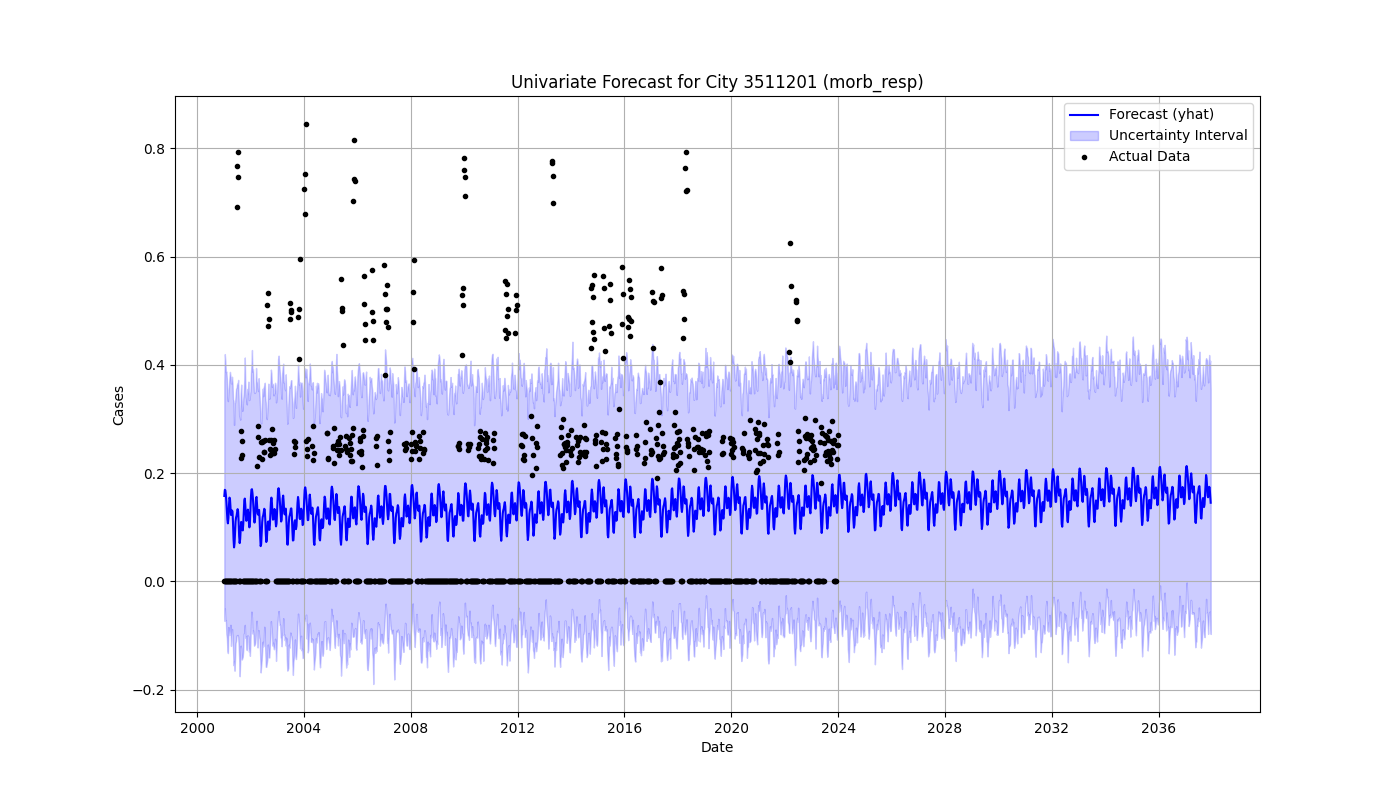 Univariate Forecast for City 3511201 (morb_resp)
Forecast (yhat)
Uncertainty Interval
Actual Data
Cases
0.8
0.6
0.4
0.2
0.0
−0.2
2000 2004 2008 2012 2016 2020 2024 2028 2032 2036
Date